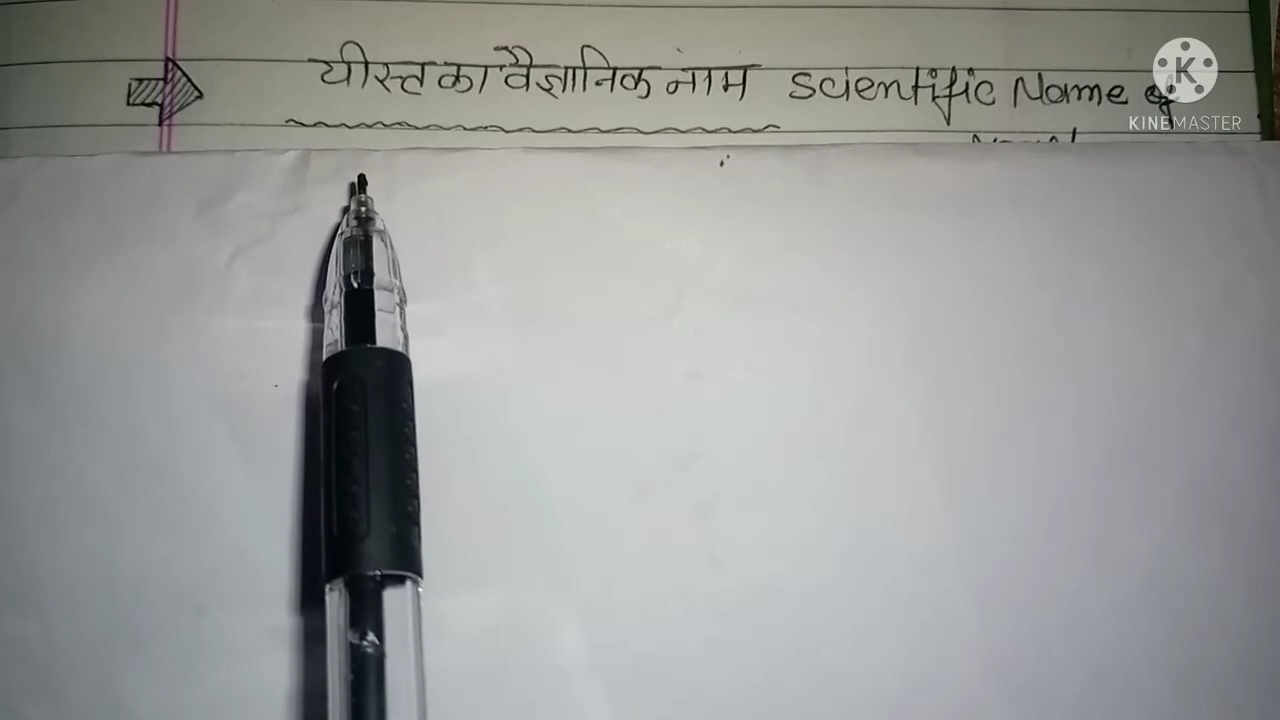 यीस्ट का वैज्ञानिक नाम Scientific Name of
KINEMASTER